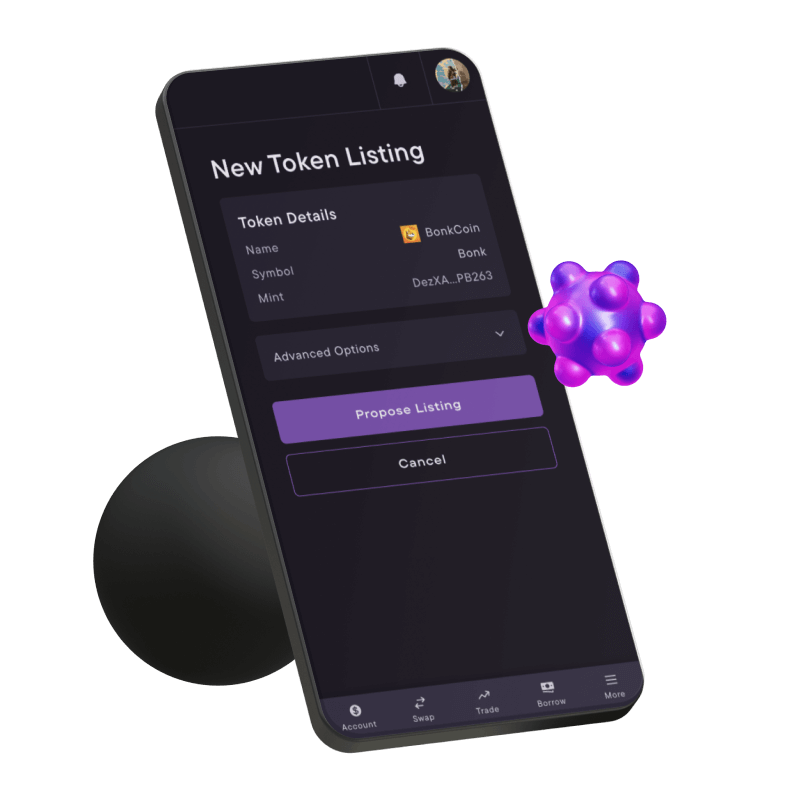 New Token Listing
Token Details
Name BonkCoin
Symbol Bonk
Mint DezXA...PB263
Advanced Options
Propose Listing
Cancel
Account Swap Trade Borrow More